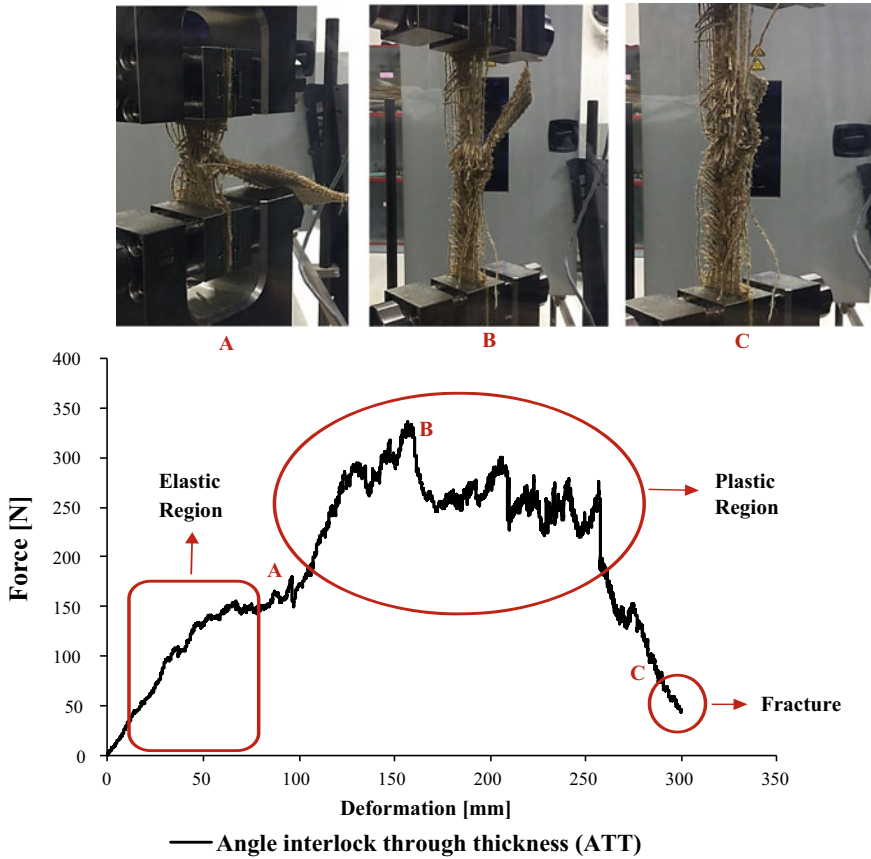 A
B
C
400
350
300
250
200
150
100
50
0
Force [N]
Elastic
Region
A
B
Plastic
Region
C
Fracture
0 50 100 150 200 250 300 350
Deformation [mm]
Angle interlock through thickness (ATT)